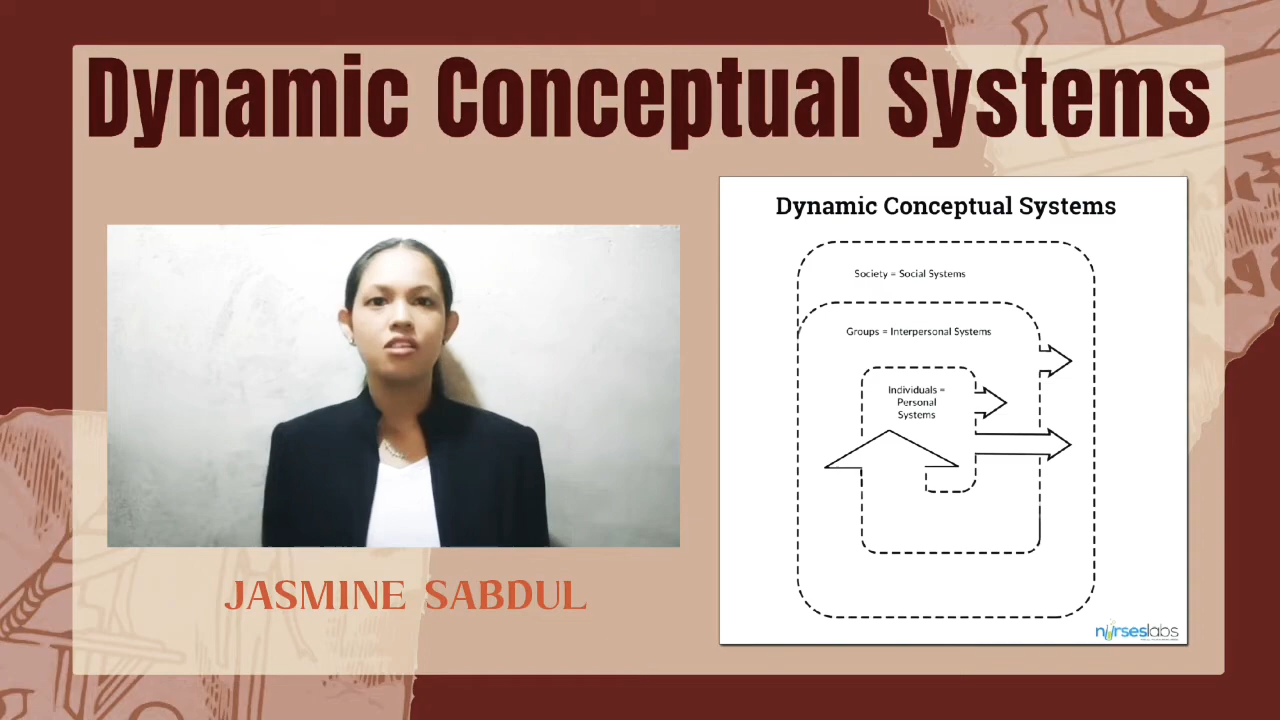 Dynamic Conceptual Systems
Dynamic Conceptual Systems
Society = Social Systems
Groups = Interpersonal Systems
Individuals =
Personal
Systems
nurseslabs
JASMINE SABDUL